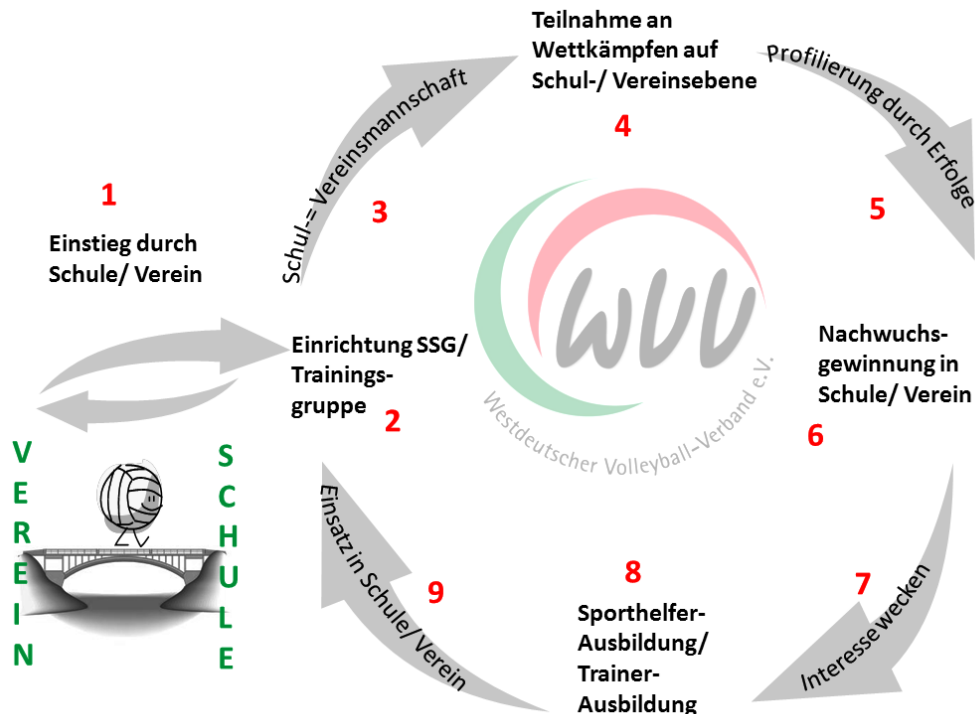 1
Einstieg durch
Schule/ Verein
Einrichtung SSG/
Trainings-
gruppe
2
Schul-= Vereinsmannschaft
3
Teilnahme an
Wettkämpfen auf
Schul-/ Vereinsebene
4
Profilierung durch Erfolge
5
Nachwuchs-
gewinnung in
Schule/ Verein
6
Interesse wecken
7
8
Sporthelfer-
Ausbildung/
Trainer-
Ausbildung
Einsatz in Schule/ Verein
9
WVV
Westdeutscher Volleyball-Verband e.V.
VEREIN
SCHULE